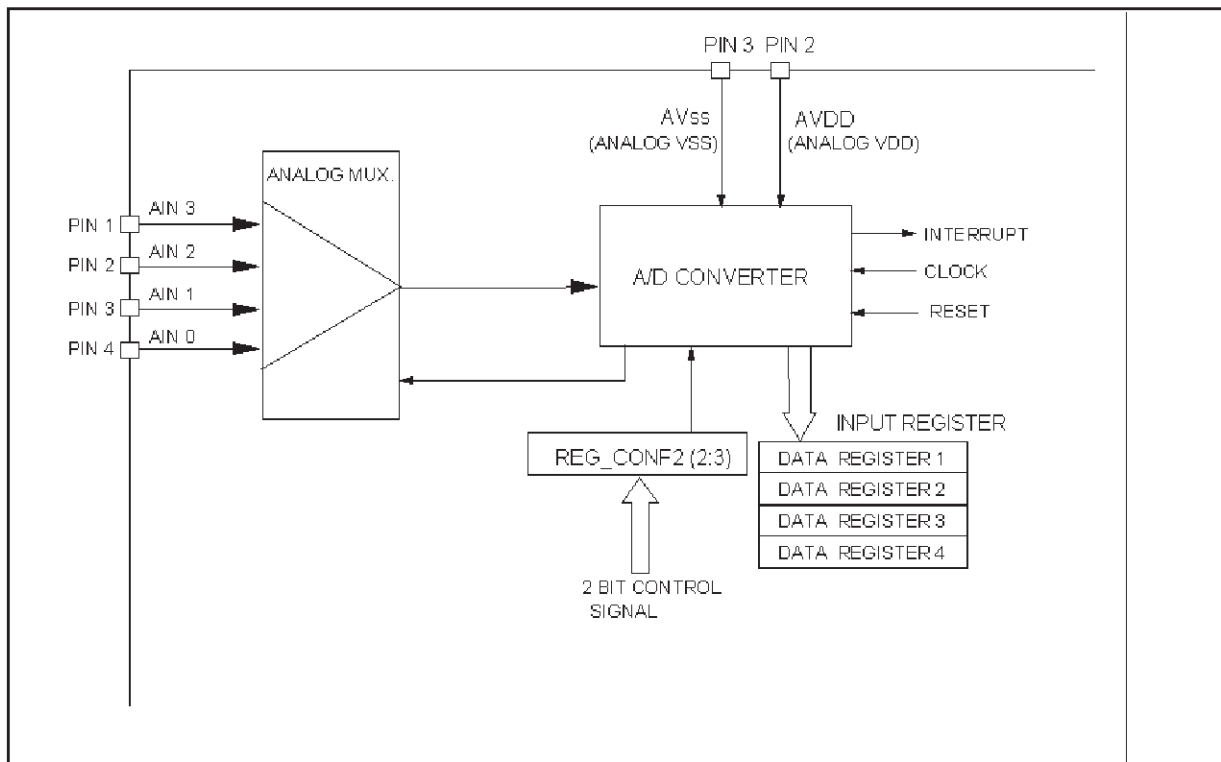 PIN 3 PIN 2
AVss
(ANALOG VSS)
AVDD
(ANALOG VDD)
ANALOG MUX.
PIN 1
AIN 3
PIN 2
AIN 2
PIN 3
AIN 1
PIN 4
AIN 0
A/D CONVERTER
INTERRUPT
CLOCK
RESET
REG_CONF2 (2:3)
2 BIT CONTROL
SIGNAL
INPUT REGISTER
DATA REGISTER 1
DATA REGISTER 2
DATA REGISTER 3
DATA REGISTER 4